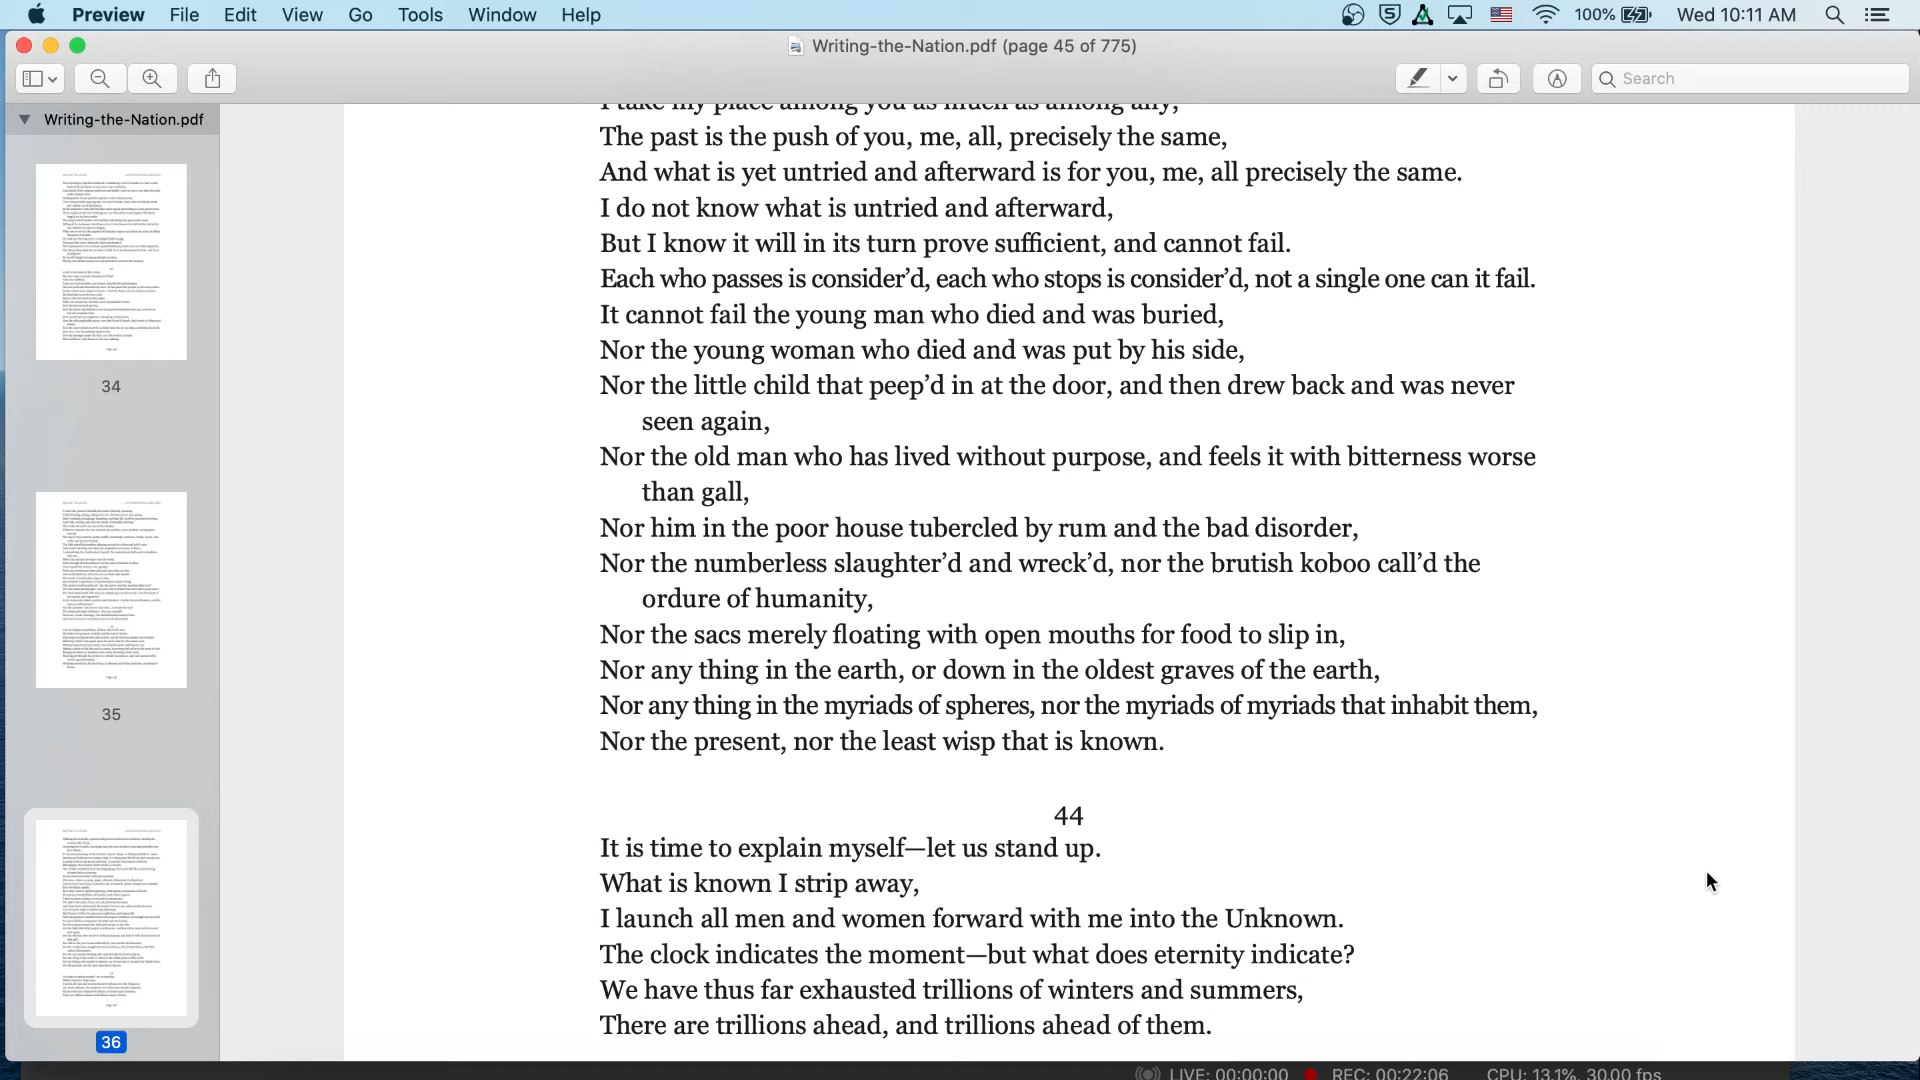 Preview File Edit View Go Tools Window Help 100% Wed 10:11 AM
Writing-the-Nation.pdf (page 45 of 775)
Search
Writing-the-Nation.pdf
34
35
36
I take my place among you as much as among any,
The past is the push of you, me, all, precisely the same,
And what is yet untried and afterward is for you, me, all precisely the same.
I do not know what is untried and afterward,
But I know it will in its turn prove sufficient, and cannot fail.
Each who passes is consider’d, each who stops is consider’d, not a single one can it fail.
It cannot fail the young man who died and was buried,
Nor the young woman who died and was put by his side,
Nor the little child that peep’d in at the door, and then drew back and was never
seen again,
Nor the old man who has lived without purpose, and feels it with bitterness worse
than gall,
Nor him in the poor house tubercled by rum and the bad disorder,
Nor the numberless slaughter’d and wreck’d, nor the brutish koboo call’d the
ordure of humanity,
Nor the sacs merely floating with open mouths for food to slip in,
Nor any thing in the earth, or down in the oldest graves of the earth,
Nor any thing in the myriads of spheres, nor the myriads of myriads that inhabit them,
Nor the present, nor the least wisp that is known.
44
It is time to explain myself—let us stand up.
What is known I strip away,
I launch all men and women forward with me into the Unknown.
The clock indicates the moment—but what does eternity indicate?
We have thus far exhausted trillions of winters and summers,
There are trillions ahead, and trillions ahead of them.
LIVE: 00:00:00 REC: 00:22:06 CPU: 13.1%, 30.00 fps